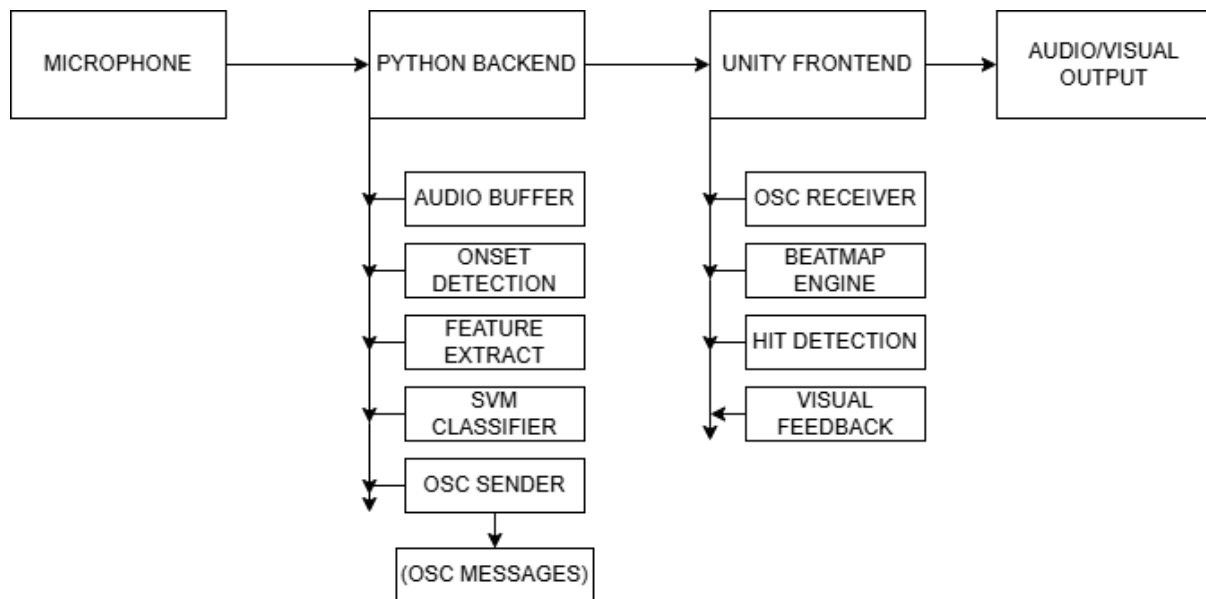 MICROPHONE
PYTHON BACKEND
UNITY FRONTEND
AUDIO/VISUAL
OUTPUT
AUDIO BUFFER
ONSET
DETECTION
FEATURE
EXTRACT
SVM
CLASSIFIER
OSC SENDER
(OSC MESSAGES)
OSC RECEIVER
BEATMAP
ENGINE
HIT DETECTION
VISUAL
FEEDBACK